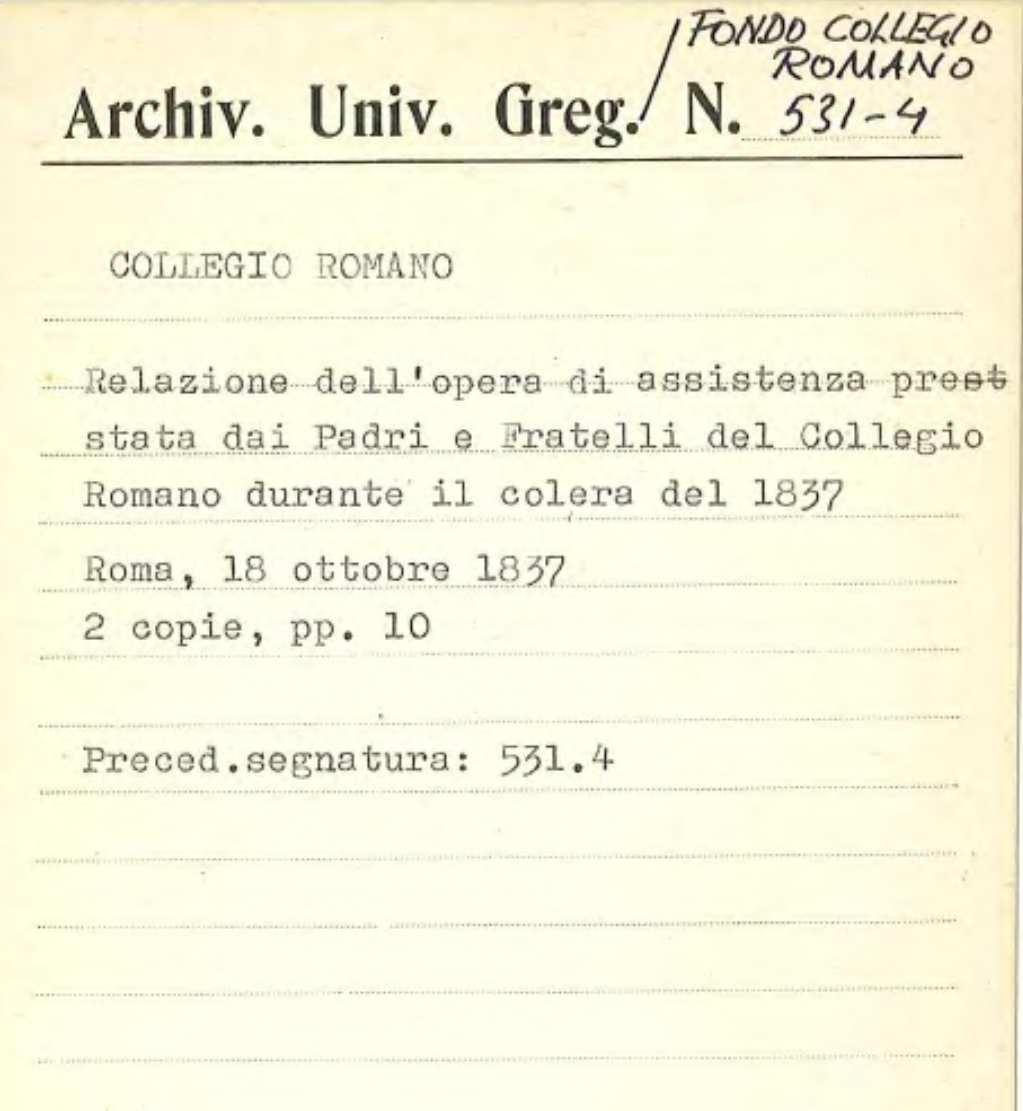 /FONDO COLLEGIO
ROMANO
Archiv. Univ. Greg. N. 531-4
COLLEGIO ROMANO
Relazione dell'opera di assistenza prest
stata dai Padri e Fratelli del Collegio
Romano durante il colera del 1837
Roma, 18 ottobre 1837
2 copie, pp. 10
Preced.segnatura: 531.4